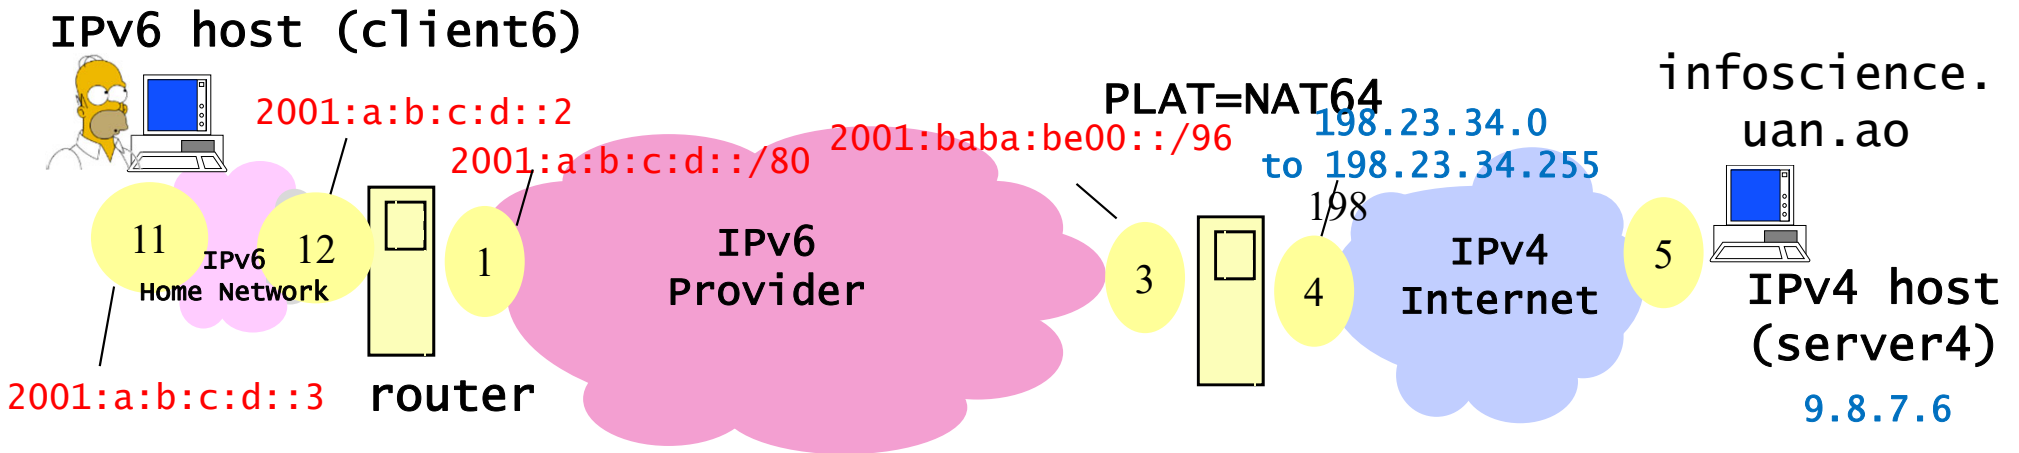 IPv6 host (client6)
infoscience.
uan.ao
PLAT=NAT64
2001:a:b:c:d::2
198.23.34.0
to 198.23.34.255
2001:baba:be00::/96
2001:a:b:c:d::/80
198
11
12
1
3
4
5
IPv6
Home Network
IPv6
Provider
IPv4
Internet
IPv4 host
(server4)
2001:a:b:c:d::3
router
9.8.7.6